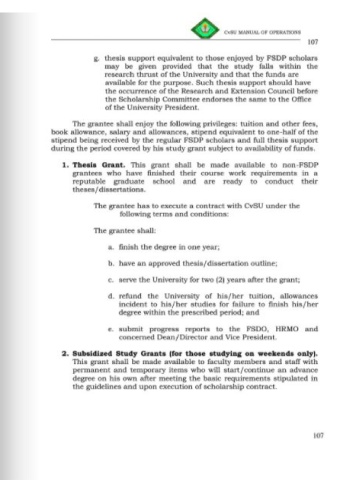 CvSU MANUAL OF OPERATIONS
107
g. thesis support equivalent to those enjoyed by FSDP scholars
may be given provided that the study falls within the
research thrust of the University and that the funds are
available for the purpose. Such thesis support should have
the occurrence of the Research and Extension Council before
the Scholarship Committee endorses the same to the Office
of the University President.
The grantee shall enjoy the following privileges: tuition and other fees,
book allowance, salary and allowances, stipend equivalent to one-half of the
stipend being received by the regular FSDP scholars and full thesis support
during the period covered by his study grant subject to availability of funds.
1. Thesis Grant. This grant shall be made available to non-FSDP
grantees who have finished their course work requirements in a
reputable graduate school and are ready to conduct their
theses/dissertations.
The grantee has to execute a contract with CvSU under the
following terms and conditions:
The grantee shall:
a. finish the degree in one year;
b. have an approved thesis/dissertation outline;
c. serve the University for two (2) years after the grant;
d. refund the University of his/her tuition, allowances
incident to his/her studies for failure to finish his/her
degree within the prescribed period; and
e. submit progress reports to the FSDO, HRMO and
concerned Dean/Director and Vice President.
2. Subsidized Study Grants (for those studying on weekends only).
This grant shall be made available to faculty members and staff with
permanent and temporary items who will start/continue an advance
degree on his own after meeting the basic requirements stipulated in
the guidelines and upon execution of scholarship contract.
107